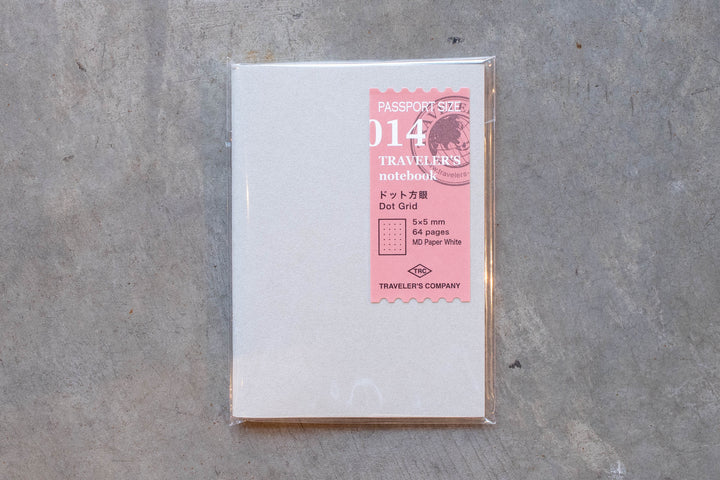 PASSPORT SIZE
014
TRAVELER'S
notebook
ドット方眼
Dot Grid
5×5 mm
64 pages
MD Paper White
TRC
TRAVELER'S COMPANY